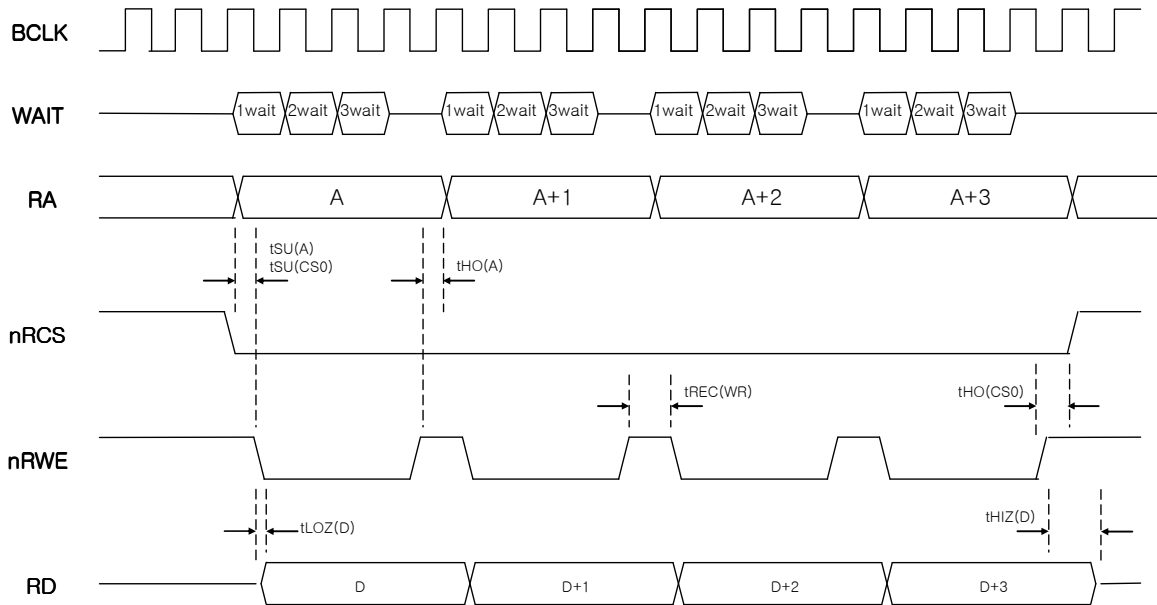 BCLK
WAIT
1wait 2wait 3wait 1wait 2wait 3wait 1wait 2wait 3wait 1wait 2wait 3wait
RA
A A+1 A+2 A+3
tSU(A)
tSU(CS0)
tHO(A)
nRCS
tREC(WR)
tHO(CS0)
nRWE
tLOZ(D)
tHIZ(D)
RD
D D+1 D+2 D+3